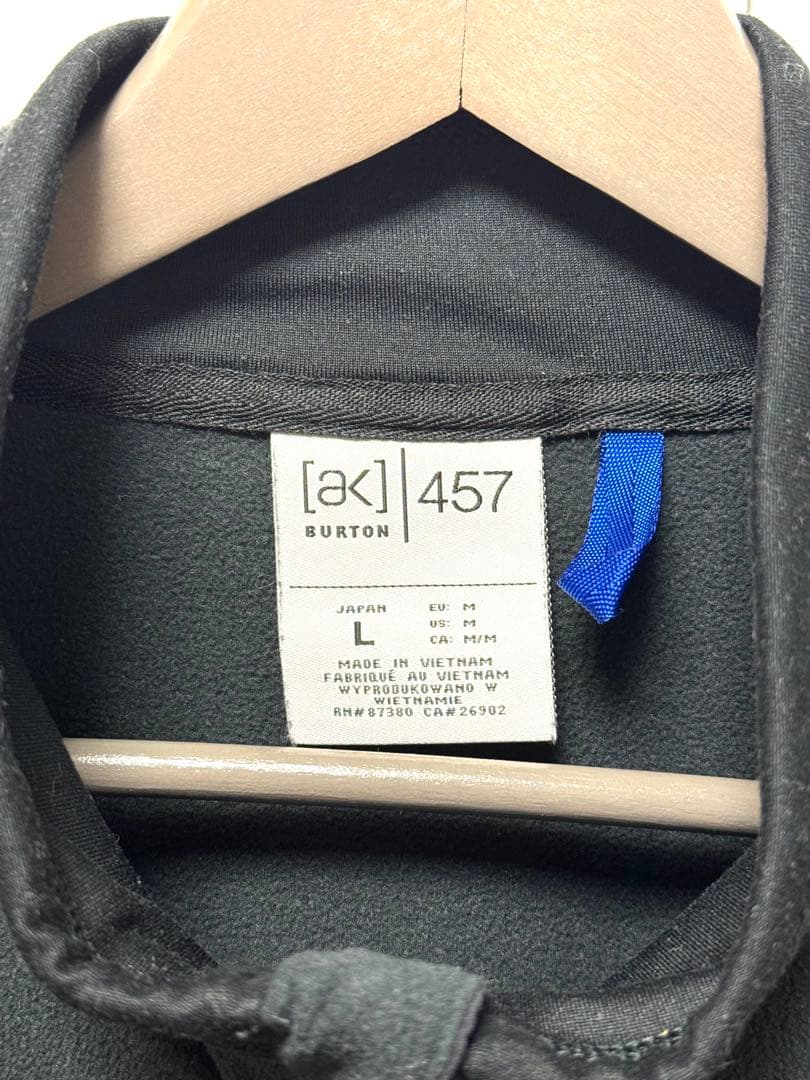 [ak] 457
BURTON
JAPAN EU: M
L US: M
CA: M/M
MADE IN VIETNAM
FABRIQUÉ AU VIETNAM
WYPRODUKOWANO W
WIETNAMIE
RN#87380 CA#26902